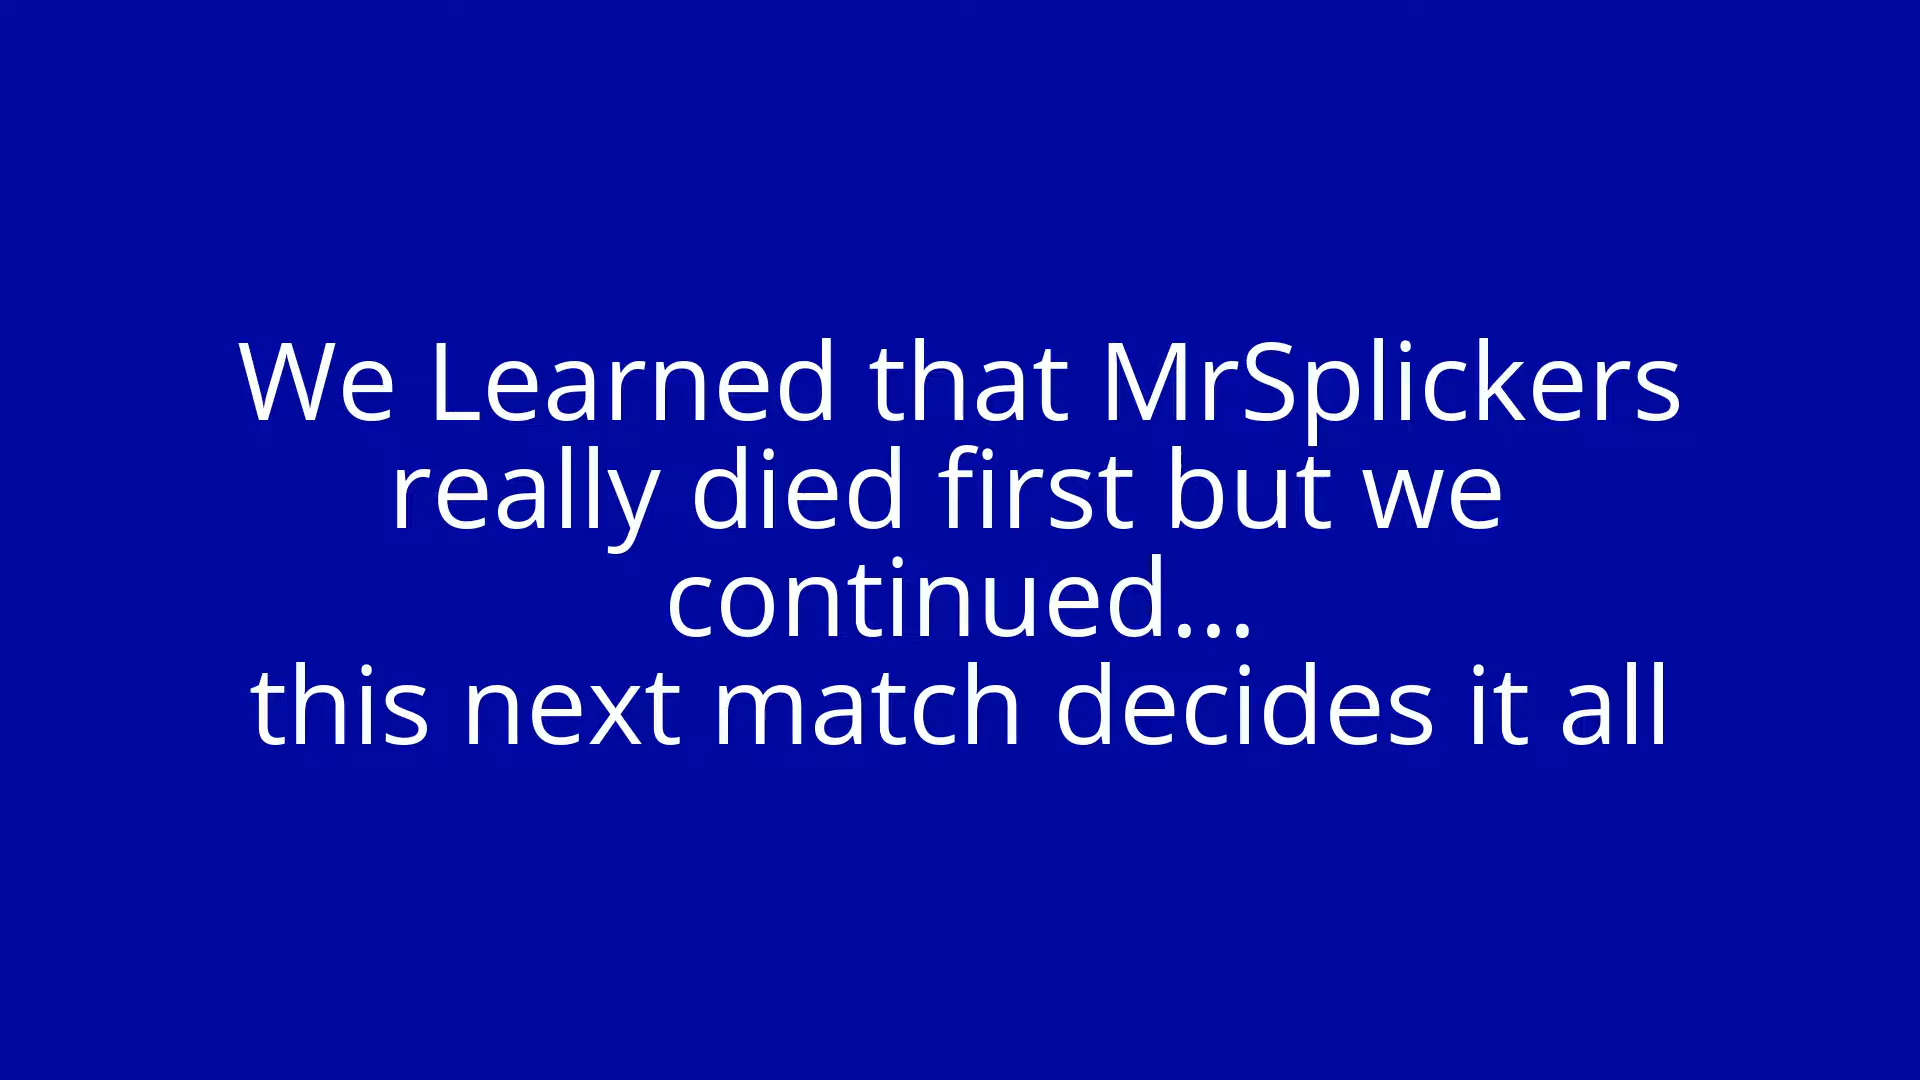 We Learned that MrSplickers
really died first but we
continued...
this next match decides it all